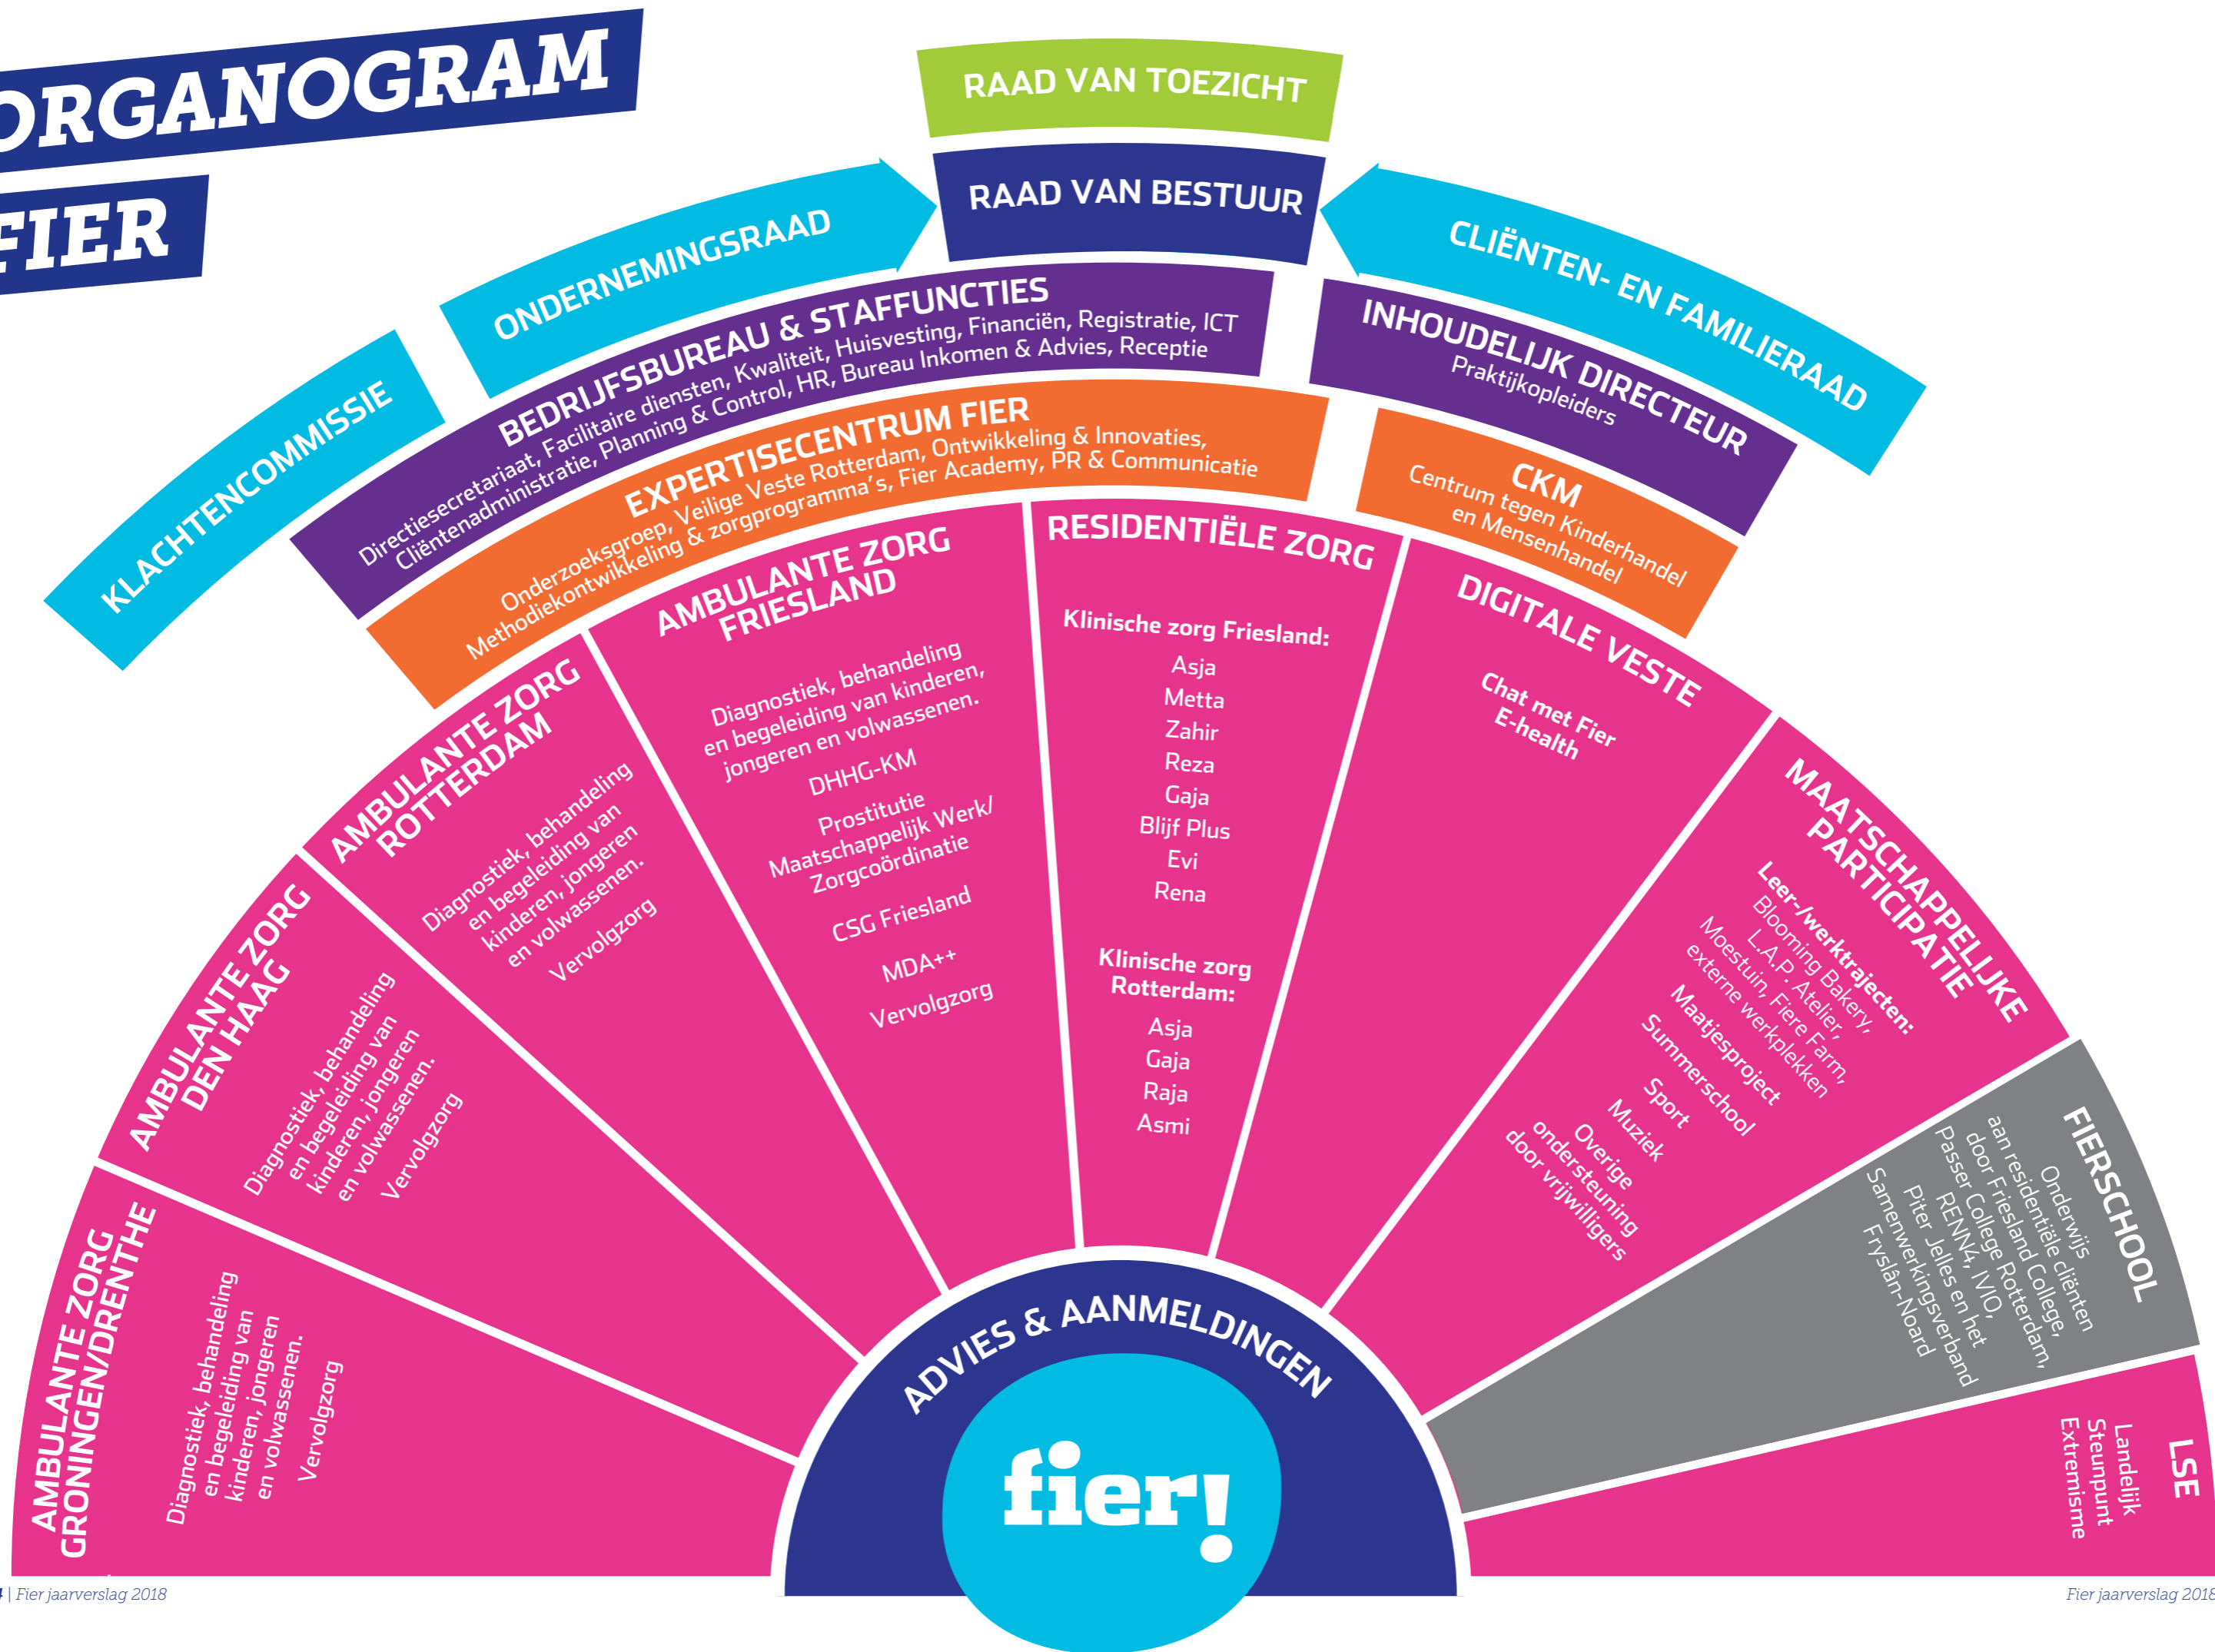 ORGANOGRAM
FIER
RAAD VAN TOEZICHT
RAAD VAN BESTUUR
KLACHTENCOMMISSIE
ONDERNEMINGSRAAD
CLIËNTEN- EN FAMILIERAAD
BEDRIJFSBUREAU & STAFFUNCTIES
Directiesecretariaat, Facilitaire diensten, Kwaliteit, Huisvesting, Financiën, Registratie, ICT
Cliëntenadministratie, Planning & Control, HR, Bureau Inkomen & Advies, Receptie
INHOUDELIJK DIRECTEUR
Praktijkopleiders
EXPERTISECENTRUM FIER
Onderzoeksgroep, Veilige Veste Rotterdam, Ontwikkeling & Innovaties,
Methodiekontwikkeling & zorgprogramma's, Fier Academy, PR & Communicatie
CKM
Centrum tegen Kinderhandel
en Mensenhandel
AMBULANTE ZORG
GRONINGEN/DRENTHE
Diagnostiek, behandeling
en begeleiding van
kinderen, jongeren
en volwassenen.
Vervolgzorg
AMBULANTE ZORG
DEN HAAG
Diagnostiek, behandeling
en begeleiding van
kinderen, jongeren
en volwassenen.
Vervolgzorg
AMBULANTE ZORG
ROTTERDAM
Diagnostiek, behandeling
en begeleiding van
kinderen, jongeren
en volwassenen.
Vervolgzorg
AMBULANTE ZORG
FRIESLAND
Diagnostiek, behandeling
en begeleiding van kinderen,
jongeren en volwassenen.
DHHG-KM
Prostitutie
Maatschappelijk Werk/
Zorgcoördinatie
CSG Friesland
MDA++
Vervolgzorg
RESIDENTIËLE ZORG
Klinische zorg Friesland:
Asja
Metta
Zahir
Reza
Gaja
Blijf Plus
Evi
Rena
Klinische zorg
Rotterdam:
Asja
Gaja
Raja
Asmi
DIGITALE VESTE
Chat met Fier
E-health
MAATSCHAPPELIJKE
PARTICIPATIE
Leer-/werktrajecten:
Blooming Bakery,
L.A.P. Atelier,
Moestuin, Fiere Farm,
externe werkplekken
Maatjesproject
Summerschool
Sport
Muziek
Overige
ondersteuning
door vrijwilligers
FIERSCHOOL
Onderwijs
aan residentiële cliënten
door Friesland College,
Passer College Rotterdam,
RENN4, IVIO,
Piter Jelles en het
Samenwerkingsverband
Fryslân-Noard
LSE
Landelijk
Steunpunt
Extremisme
ADVIES & AANMELDINGEN
fier!
| Fier jaarverslag 2018
Fier jaarverslag 2018